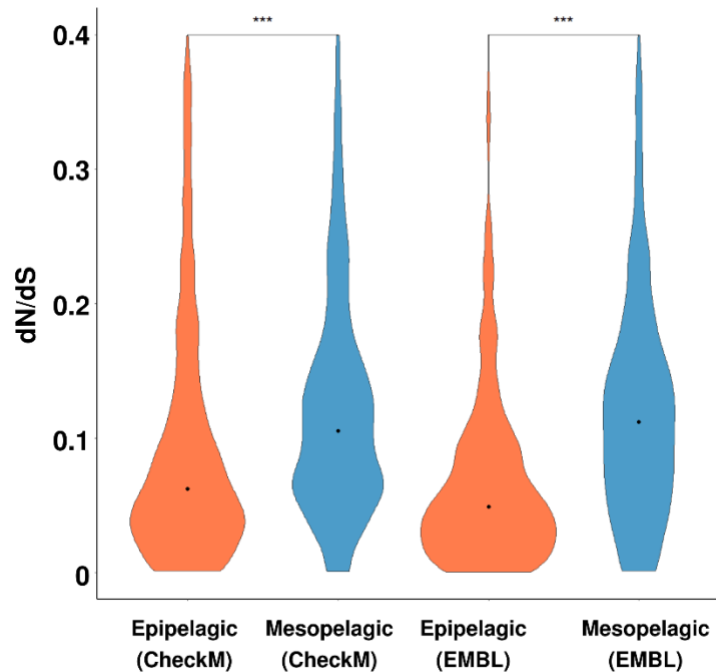 *** ***
0.4
0.3
0.2
0.1
0
dN/dS
Epipelagic Mesopelagic Epipelagic Mesopelagic
(CheckM) (CheckM) (EMBL) (EMBL)